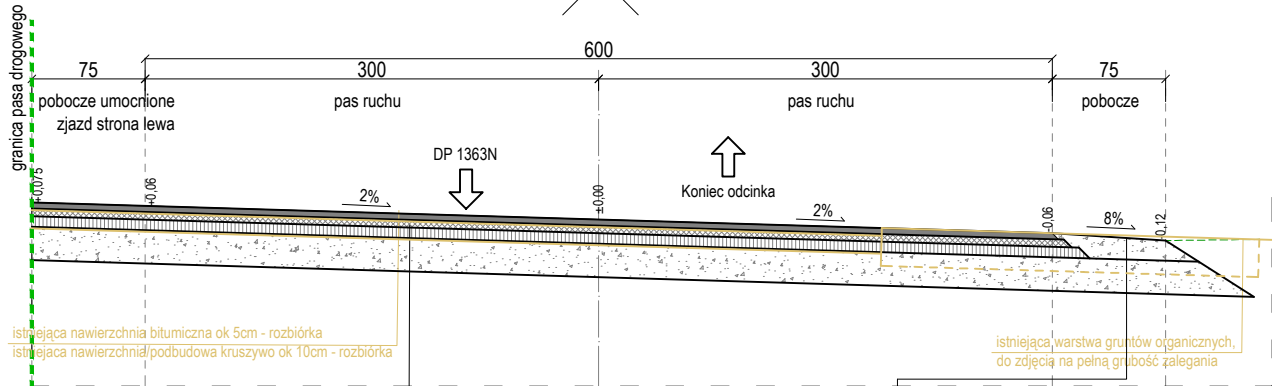 granica pasa drogowego
600
75
300
300
75
pobocze umocnione
zjazd strona lewa
pas ruchu
pas ruchu
pobocze
DP 1363N
Koniec odcinka
+0,075
+0,06
2%
±0,00
2%
-0,06
8%
-0,12
istniejąca nawierzchnia bitumiczna ok 5cm - rozbiórka
istniejąca nawierzchnia/podbudowa kruszywo ok 10cm - rozbiórka
istniejąca warstwa gruntów organicznych,
do zdjęcia na pełną grubość zalegania